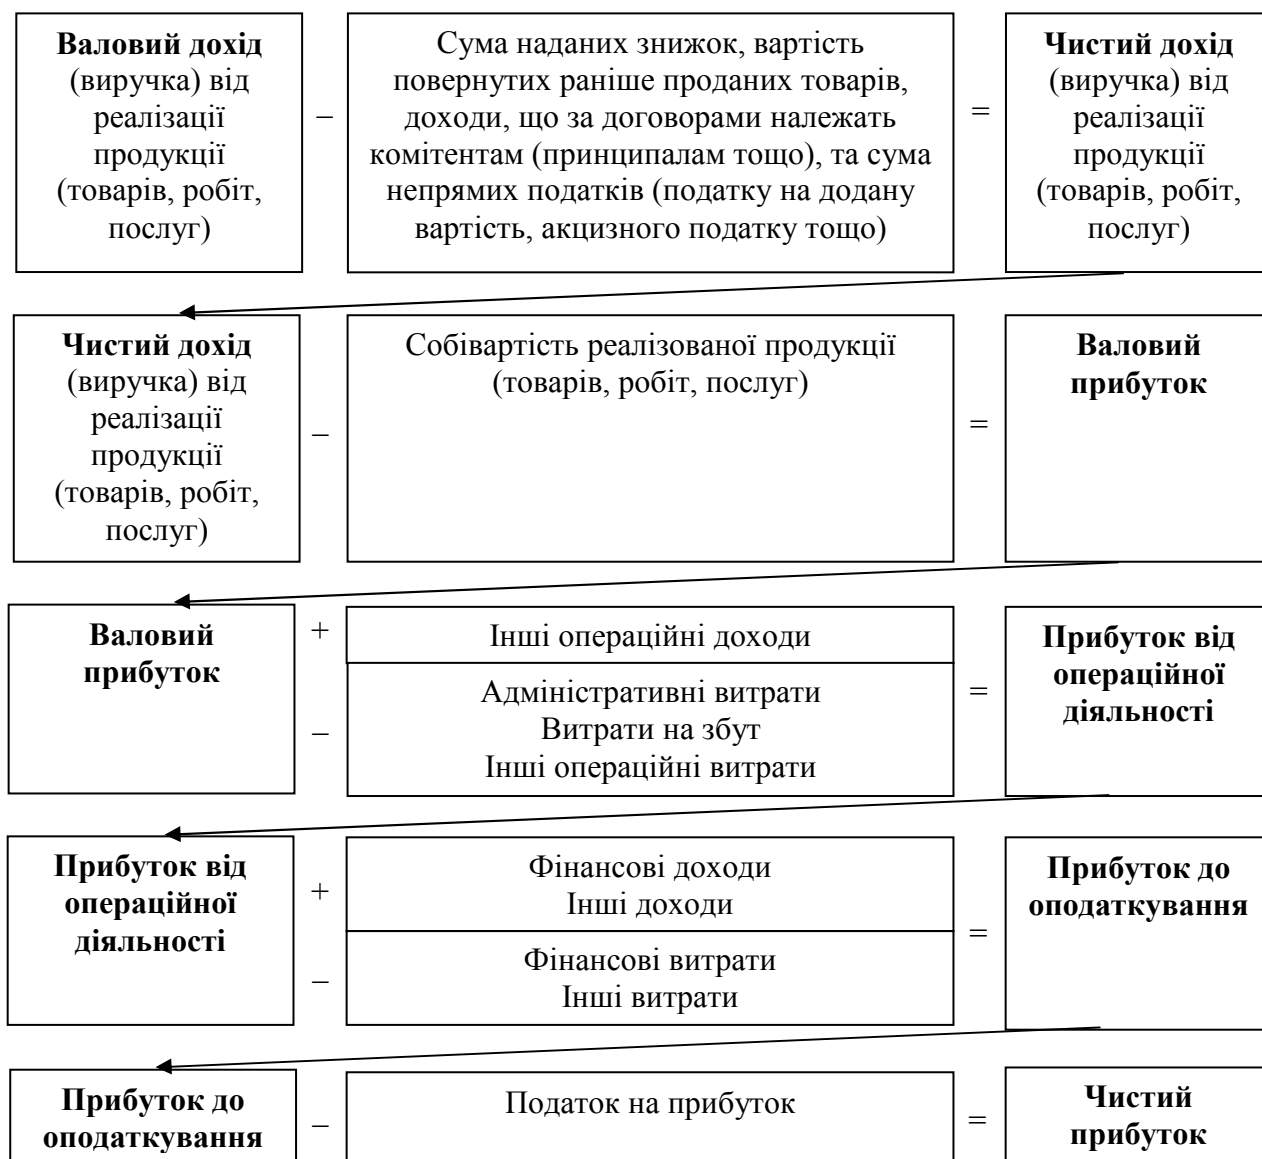 Валовий дохід
(виручка) від
реалізації
продукції
(товарів, робіт,
послуг)
–
Сума наданих знижок, вартість
повернутих раніше проданих товарів,
доходи, що за договорами належать
комітентам (принципалам тощо), та сума
непрямих податків (податку на додану
вартість, акцизного податку тощо)
=
Чистий дохід
(виручка) від
реалізації
продукції
(товарів, робіт,
послуг)
Чистий дохід
(виручка) від
реалізації
продукції
(товарів, робіт,
послуг)
–
Собівартість реалізованої продукції
(товарів, робіт, послуг)
=
Валовий
прибуток
Валовий
прибуток
+
Інші операційні доходи
–
Адміністративні витрати
Витрати на збут
Інші операційні витрати
=
Прибуток від
операційної
діяльності
Прибуток від
операційної
діяльності
+
Фінансові доходи
Інші доходи
–
Фінансові витрати
Інші витрати
=
Прибуток до
оподаткування
Прибуток до
оподаткування
–
Податок на прибуток
=
Чистий
прибуток